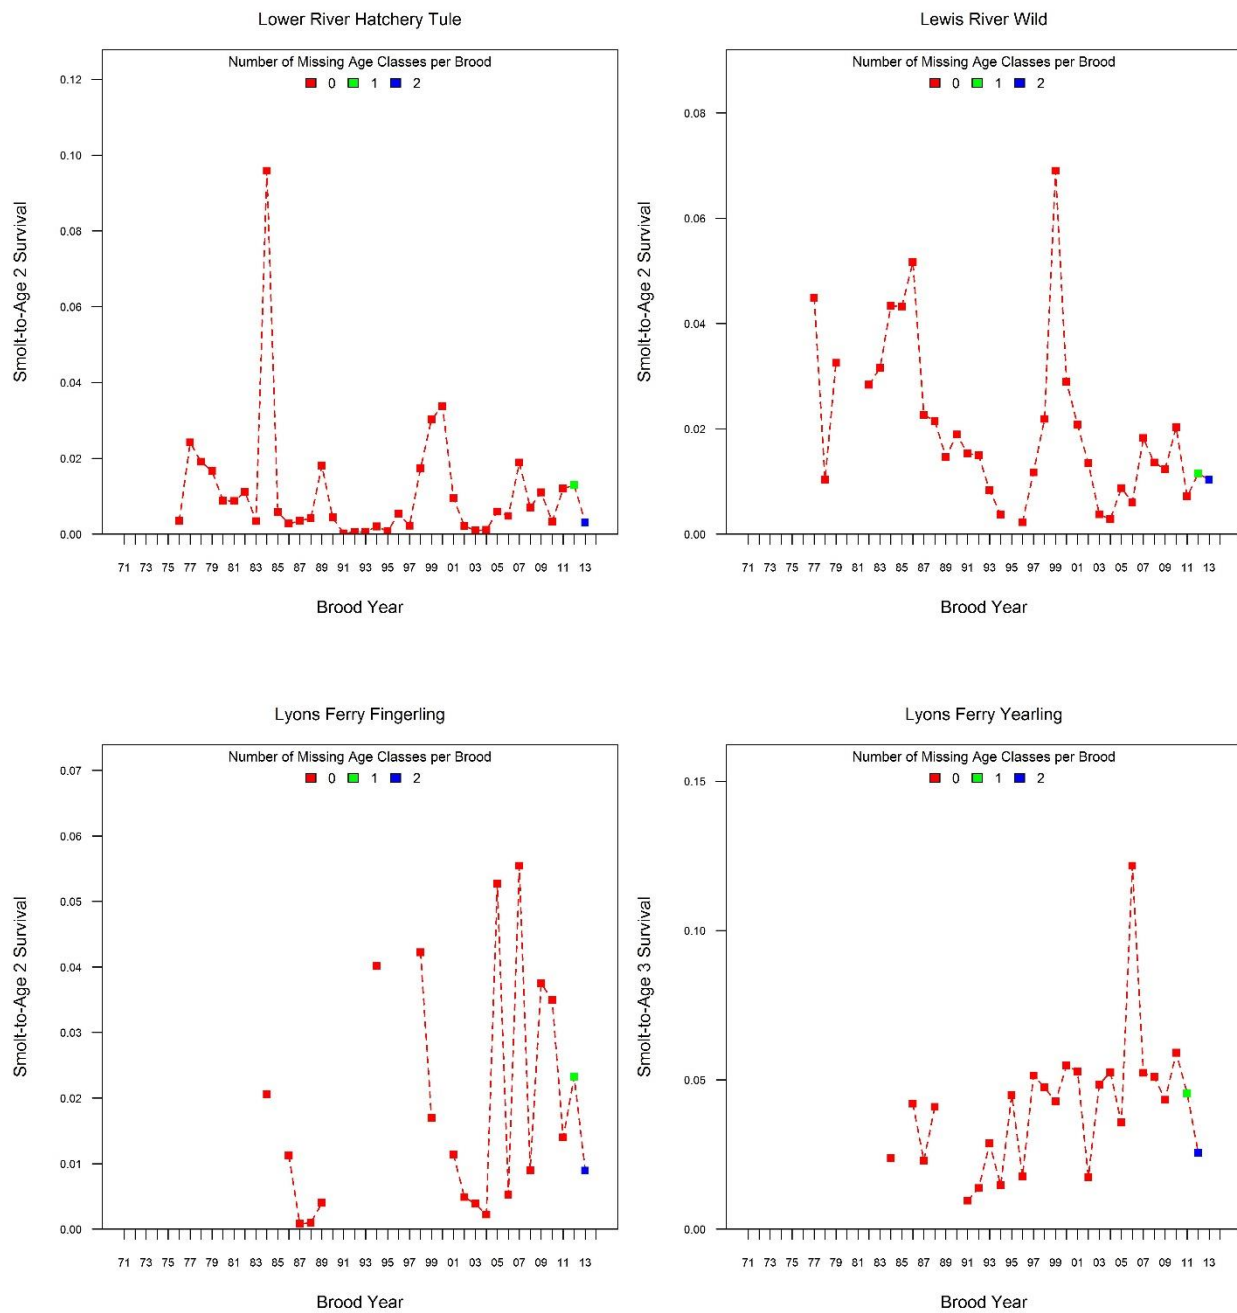 Lower River Hatchery Tule
Number of Missing Age Classes per Brood
0 1 2
0.12
0.10
0.08
0.06
0.04
0.02
0.00
Smolt-to-Age 2 Survival
71 73 75 77 79 81 83 85 87 89 91 93 95 97 99 01 03 05 07 09 11 13
Brood Year
Lewis River Wild
Number of Missing Age Classes per Brood
0 1 2
0.08
0.06
0.04
0.02
0.00
Smolt-to-Age 2 Survival
71 73 75 77 79 81 83 85 87 89 91 93 95 97 99 01 03 05 07 09 11 13
Brood Year
Lyons Ferry Fingerling
Number of Missing Age Classes per Brood
0 1 2
0.07
0.06
0.05
0.04
0.03
0.02
0.01
0.00
Smolt-to-Age 2 Survival
71 73 75 77 79 81 83 85 87 89 91 93 95 97 99 01 03 05 07 09 11 13
Brood Year
Lyons Ferry Yearling
Number of Missing Age Classes per Brood
0 1 2
0.15
0.10
0.05
0.00
Smolt-to-Age 3 Survival
71 73 75 77 79 81 83 85 87 89 91 93 95 97 99 01 03 05 07 09 11 13
Brood Year